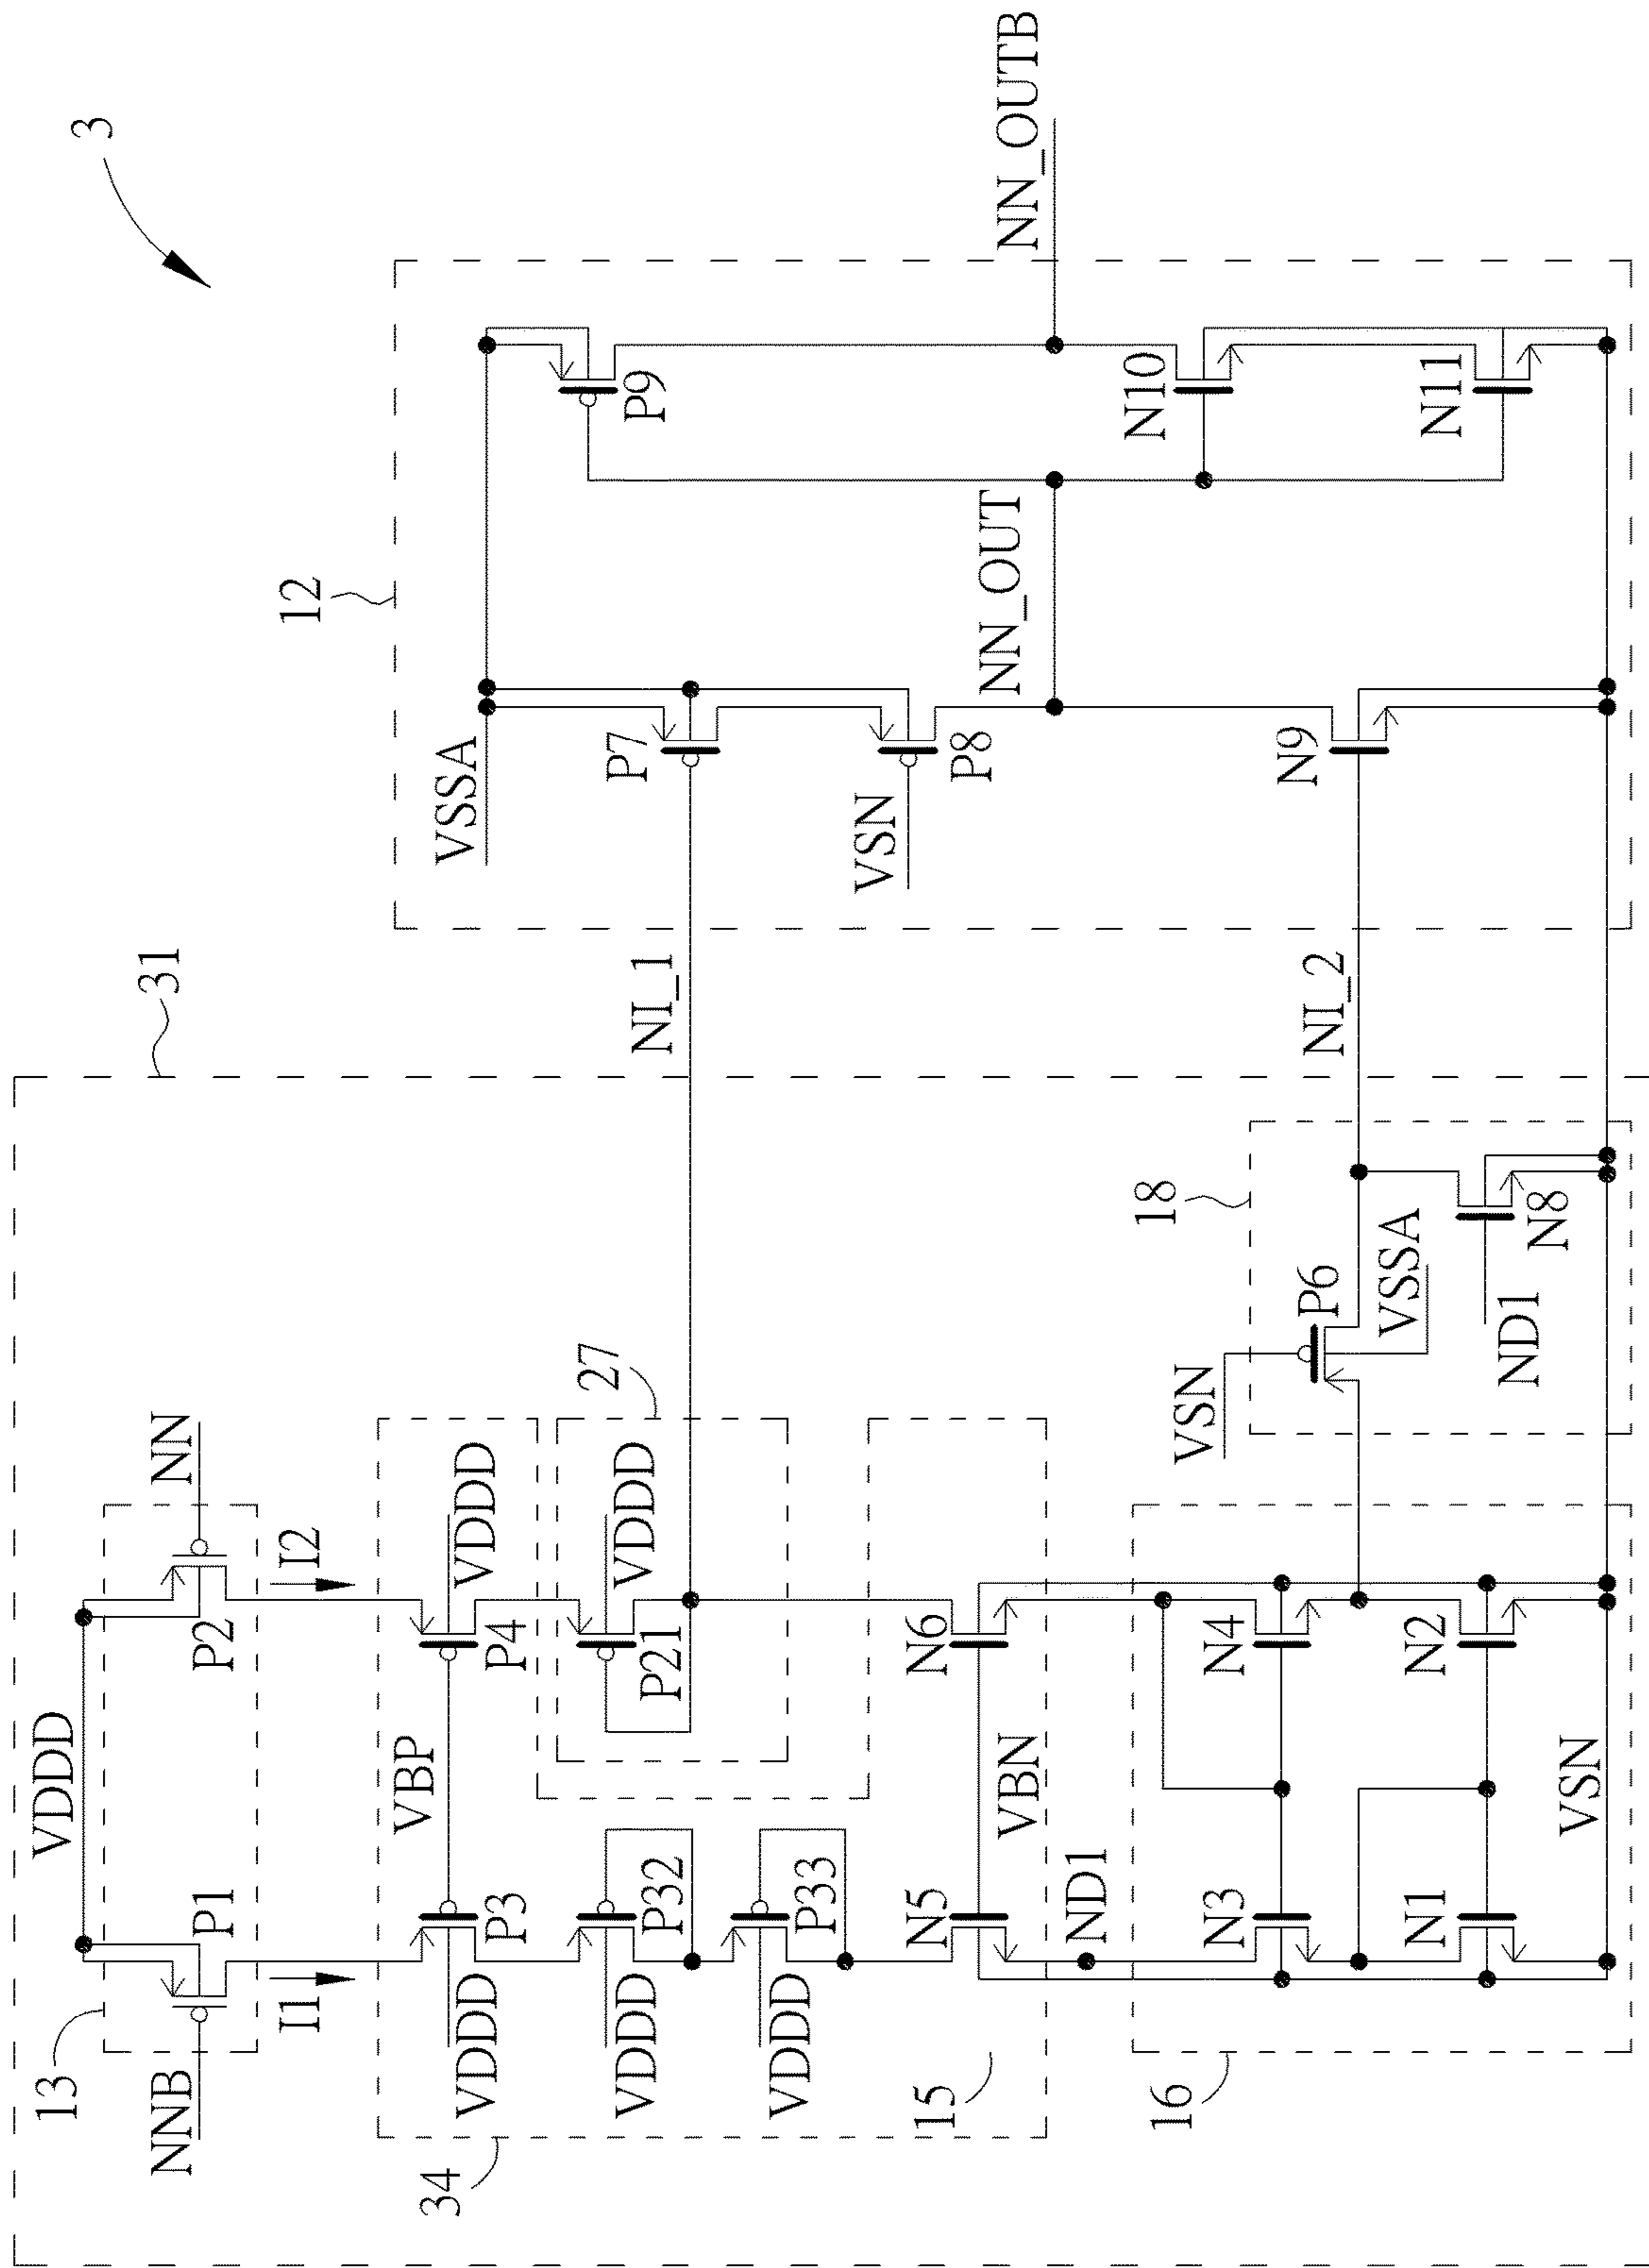 3
31
12
VDDD
13
NNB
P1
P2
NN
I1
I2
34
VDDD
P3
VBP
P4
VDDD
VDDD
P32
P21
VDDD
27
VDDD
P33
15
N5
VBN
N6
ND1
16
N3
N4
N1
N2
VSN
VSN
P6
VSSA
18
ND1
N8
NI_1
NI_2
VSSA
P7
VSN
P8
NN_OUT
N9
P9
N10
N11
NN_OUTB